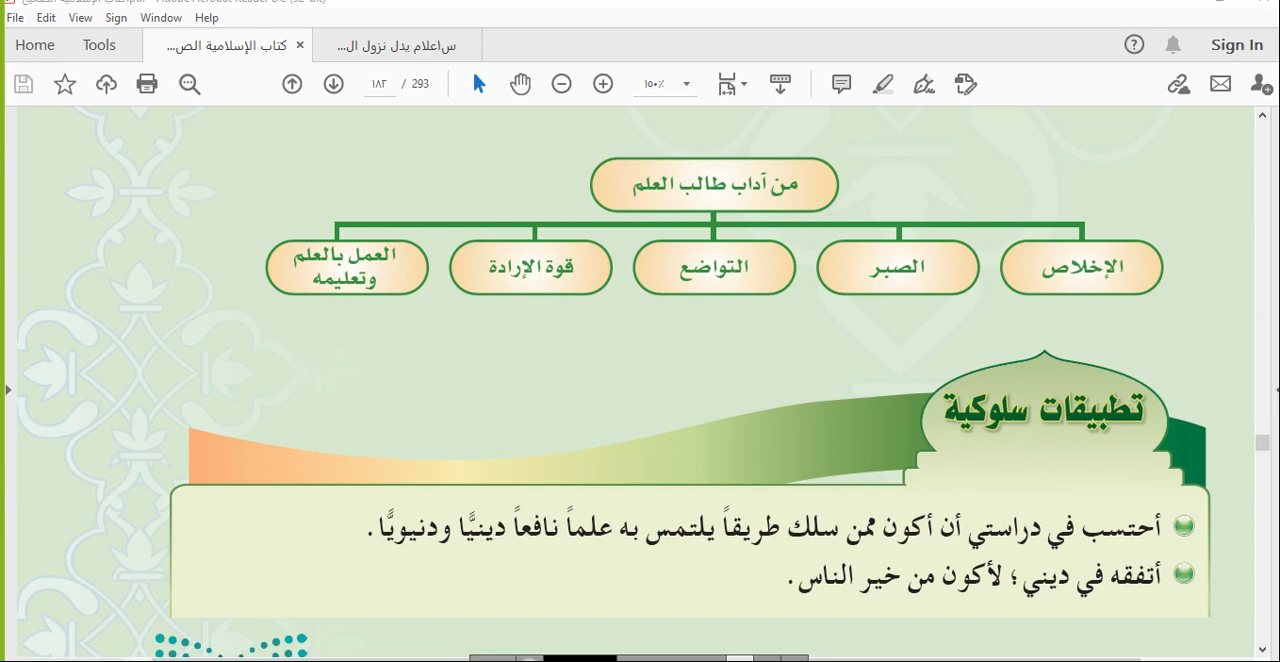 File Edit View Sign Window Help
Home Tools كتاب الإسلامية الص... × س١علام يدل نزول ال... Sign In
١٨٢ / 293 ١٥٠٪
من آداب طالب العلم
الإخلاص الصبر التواضع قوة الإرادة العمل بالعلم
وتعليمه
تطبيقات سلوكية
أحتسب في دراستي أن أكون ممن سلك طريقاً يلتمس به علماً نافعاً دينيًّا ودنيويًّا .
أتفقه في ديني؛ لأكون من خير الناس.